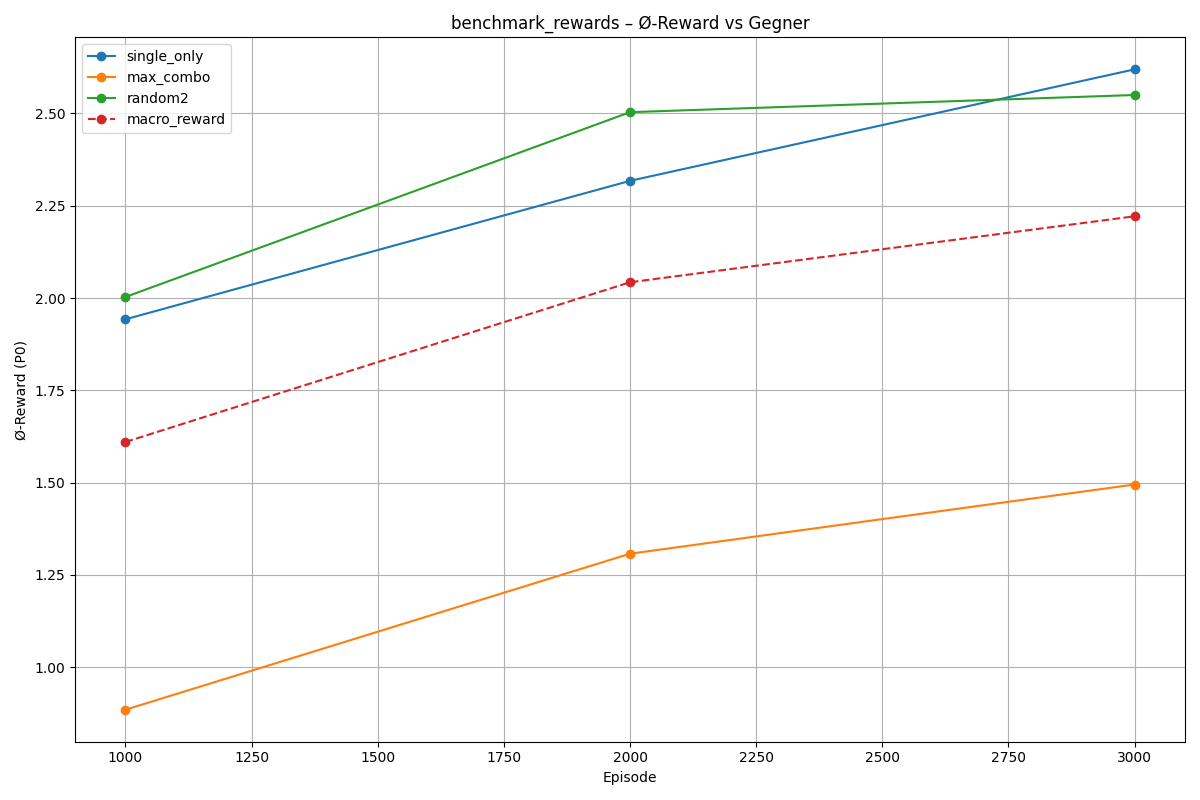 benchmark_rewards – Ø-Reward vs Gegner
single_only
max_combo
random2
macro_reward
Ø-Reward (P0)
2.50
2.25
2.00
1.75
1.50
1.25
1.00
1000 1250 1500 1750 2000 2250 2500 2750 3000
Episode